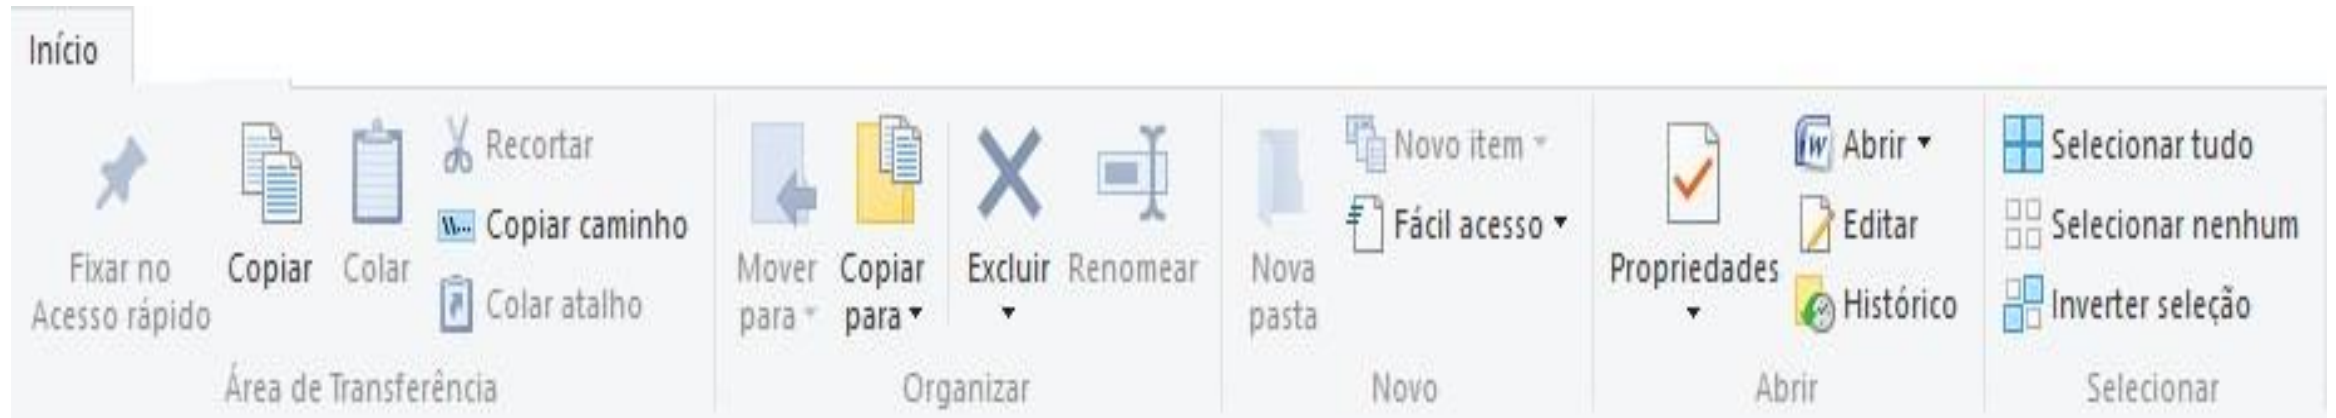 Início
Fixar no
Acesso rápido
Copiar
Colar
Recortar
Copiar caminho
Colar atalho
Área de Transferência
Mover
para
Copiar
para
Excluir
Renomear
Organizar
Nova
pasta
Novo item
Fácil acesso
Novo
Propriedades
Abrir
Editar
Histórico
Abrir
Selecionar tudo
Selecionar nenhum
Inverter seleção
Selecionar